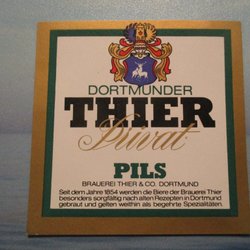 DORTMUNDER
THIER
Privat
PILS
BRAUEREI THIER & CO. DORTMUND
Seit dem Jahre 1854 werden die Biere der Brauerei Thier
besonders sorgfältig nach alten Rezepten in Dortmund
gebraut und gelten weithin als begehrte Spezialitäten.